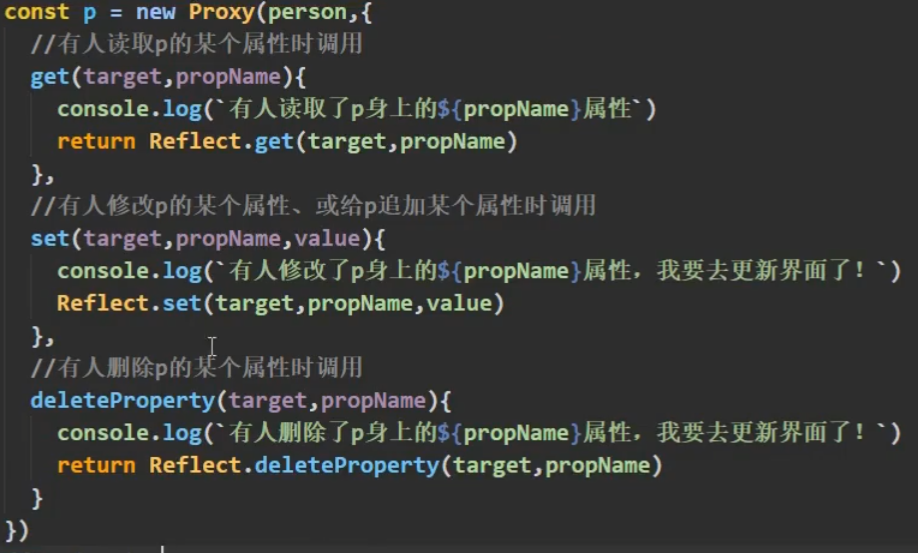 const p = new Proxy(person,{
//有人读取p的某个属性时调用
get(target,propName){
console.log(`有人读取了p身上的${propName}属性`)
return Reflect.get(target,propName)
},
//有人修改p的某个属性、或给p追加某个属性时调用
set(target,propName,value){
console.log(`有人修改了p身上的${propName}属性，我要去更新界面了！`)
Reflect.set(target,propName,value)
},
//有人删除p的某个属性时调用
deleteProperty(target,propName){
console.log(`有人删除了p身上的${propName}属性，我要去更新界面了！`)
return Reflect.deleteProperty(target,propName)
}
})